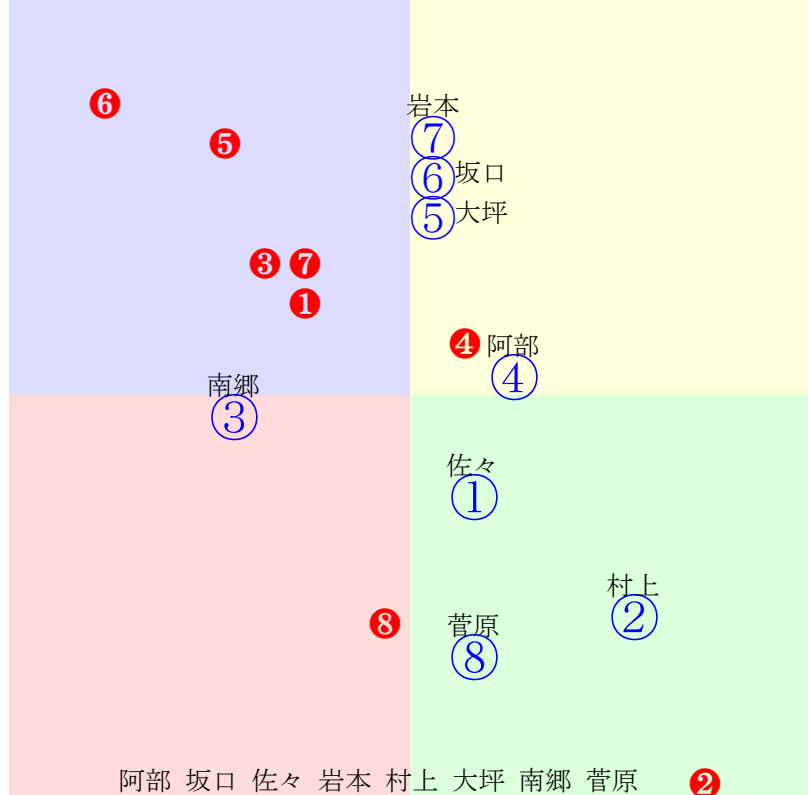 ❻
岩本
❺
⑦
⑥坂口
⑤大坪
❸ ❼
❶
❹ 阿部
④
南郷
③
佐々
①
村上
②
❽ 菅原
⑧
阿部 坂口 佐々 岩本 村上 大坪 南郷 菅原 ❷